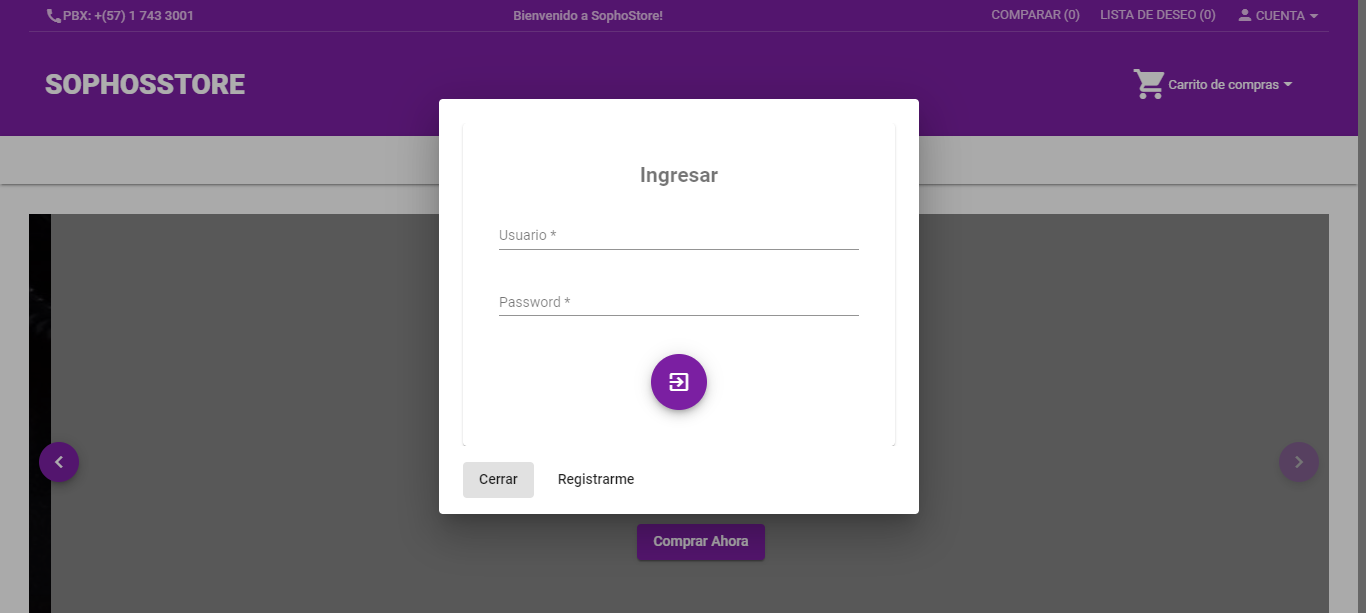 PBX: +(57) 1 743 3001
Bienvenido a SophoStore!
COMPARAR (0)
LISTA DE DESEO (0)
CUENTA
SOPHOSSTORE
Carrito de compras
Ingresar
Usuario *
Password *
Cerrar
Registrarme
Comprar Ahora